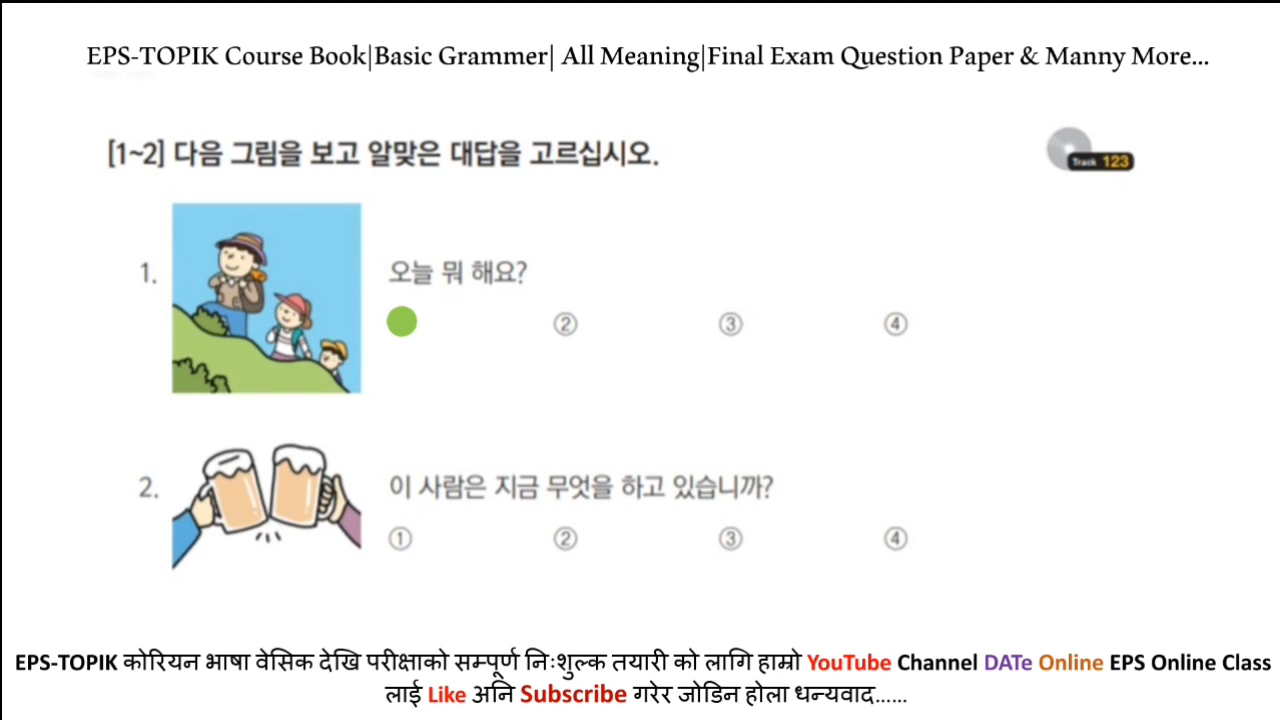 EPS-TOPIK Course Book|Basic Grammer| All Meaning|Final Exam Question Paper & Manny More...
[1~2] 다음 그림을 보고 알맞은 대답을 고르십시오.
Track 123
1.
오늘 뭐 해요?
② ③ ④
2.
이 사람은 지금 무엇을 하고 있습니까?
① ② ③ ④
EPS-TOPIK कोरियन भाषा वेसिक देखि परीक्षाको सम्पूर्ण निःशुल्क तयारी को लागि हाम्रो YouTube Channel DATe Online EPS Online Class
लाई Like अनि Subscribe गरेर जोडिन होला धन्यवाद......